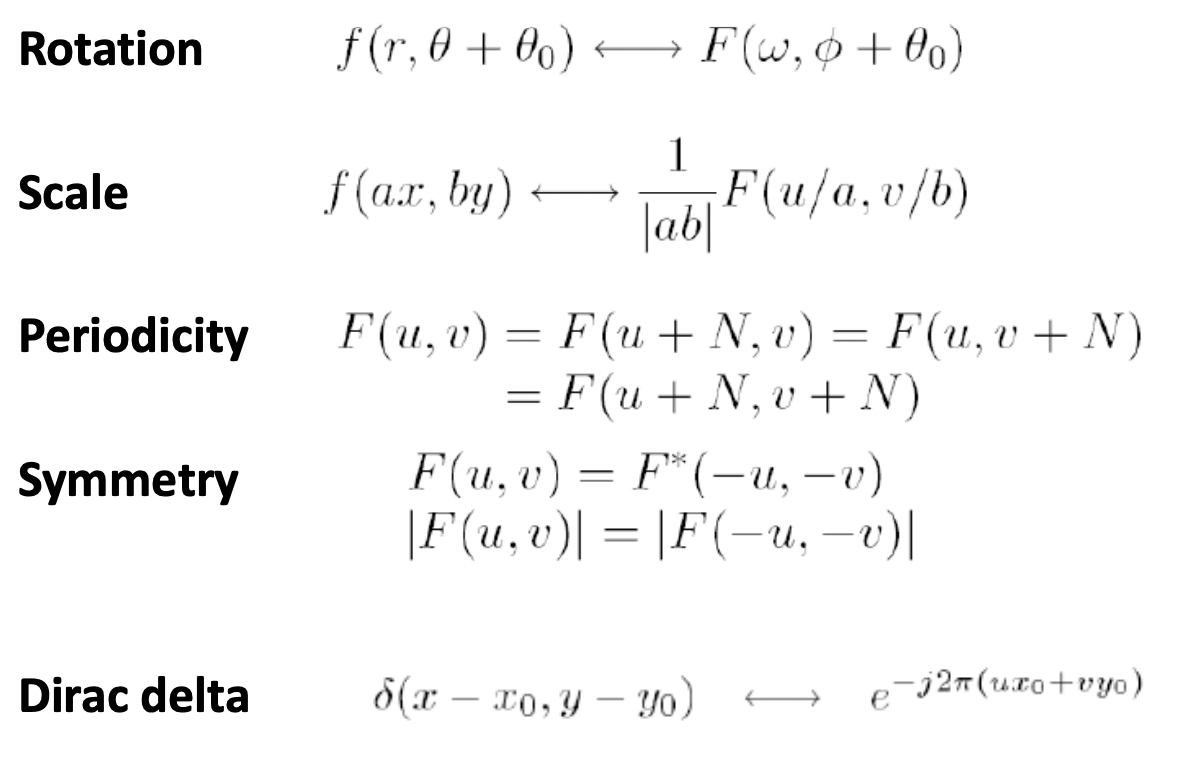 Rotation f(r, θ + θ₀) ⟷ F(ω, ϕ + θ₀)
Scale f(ax, by) ⟷ 1/|ab| F(u/a, v/b)
Periodicity F(u, v) = F(u + N, v) = F(u, v + N)
= F(u + N, v + N)
Symmetry F(u, v) = F*(−u, −v)
|F(u, v)| = |F(−u, −v)|
Dirac delta δ(x − x₀, y − y₀) ⟷ e^{−j2π(ux₀+vy₀)}